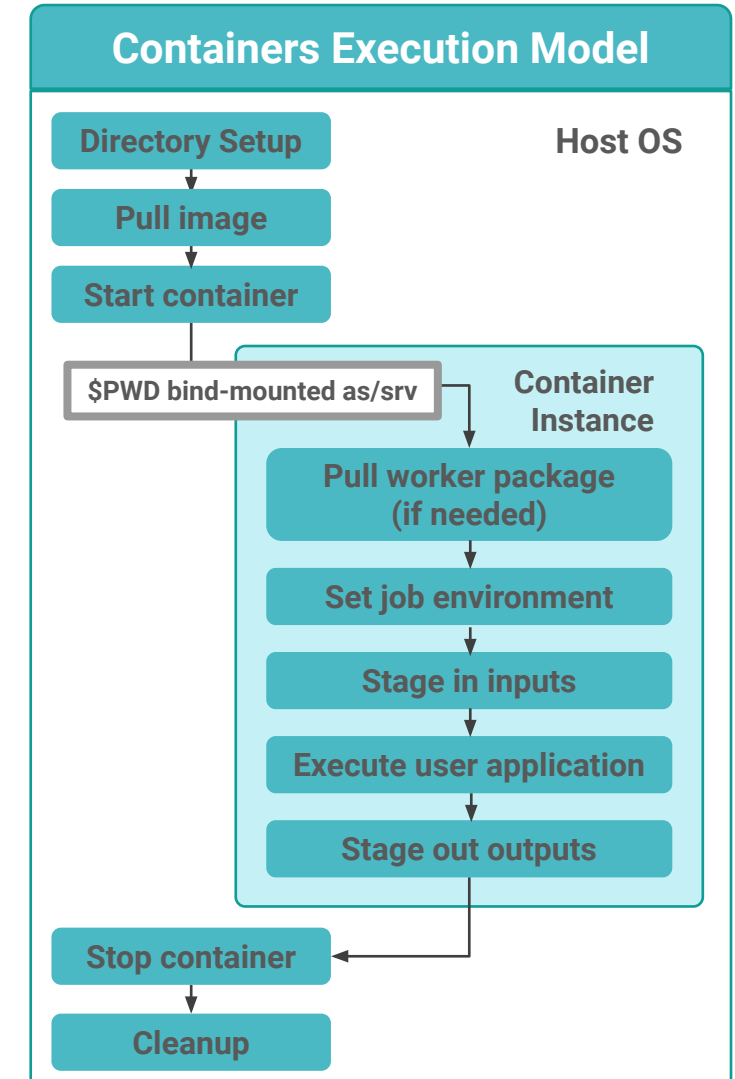 Containers Execution Model
Directory Setup
Host OS
Pull image
Start container
$PWD bind-mounted as/srv
Container
Instance
Pull worker package
(if needed)
Set job environment
Stage in inputs
Execute user application
Stage out outputs
Stop container
Cleanup